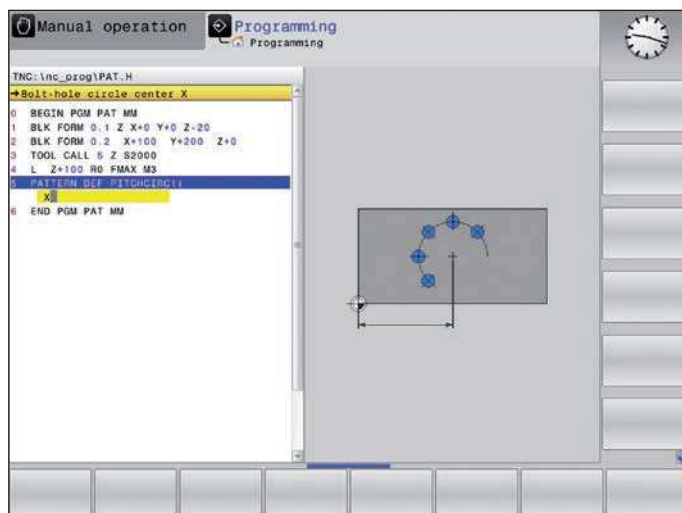 Manual operation
Programming
Programming
TNC:\nc_prog\PAT.H
→Bolt-hole circle center X
0 BEGIN PGM PAT MM
1 BLK FORM 0.1 Z X+0 Y+0 Z-20
2 BLK FORM 0.2 X+100 Y+200 Z+0
3 TOOL CALL 5 Z S2000
4 L Z+100 R0 FMAX M3
5 PATTERN DEF PITCHCIRC1(
X
6 END PGM PAT MM